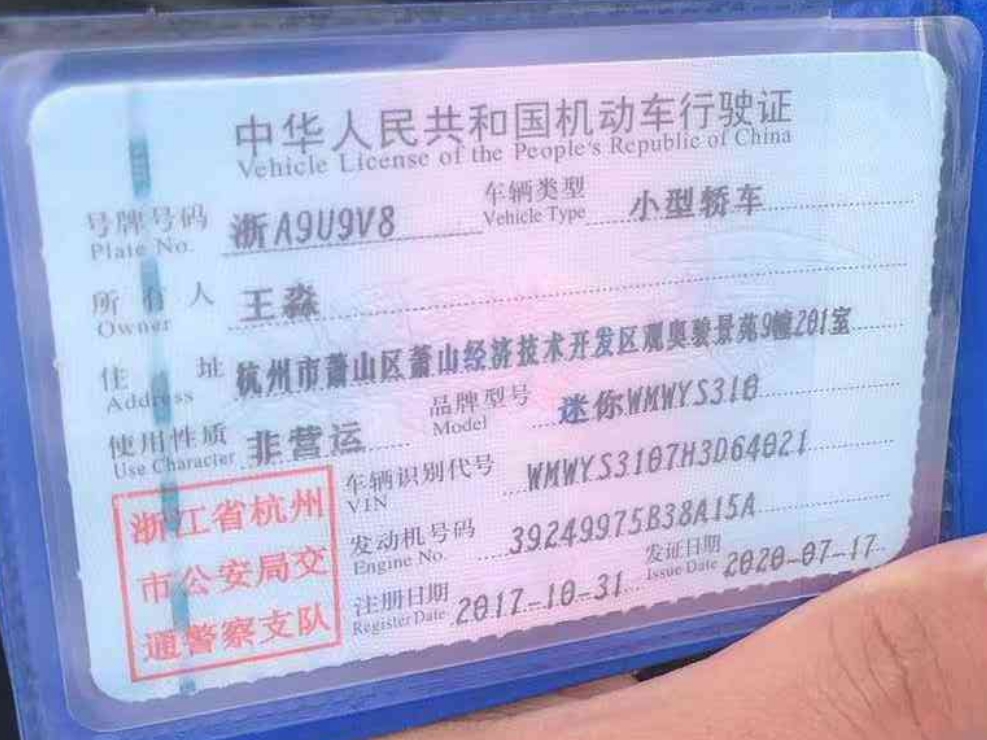 中华人民共和国机动车行驶证
Vehicle License of the People's Republic of China
号牌号码 浙A9U9V8 车辆类型 小型轿车
Plate No. Vehicle Type
所有人 王淼
Owner
住址 杭州市萧山区萧山经济技术开发区观奥骏景苑9幢201室
Address
使用性质 非营运 品牌型号 迷你WMWYS310
Use Character Model
车辆识别代号 WMWYS3107H3D64021
VIN
发动机号码 39249975B38A15A
Engine No.
注册日期 2017-10-31 发证日期 2020-07-17
Register Date Issue Date
浙江省杭州
市公安局交
通警察支队